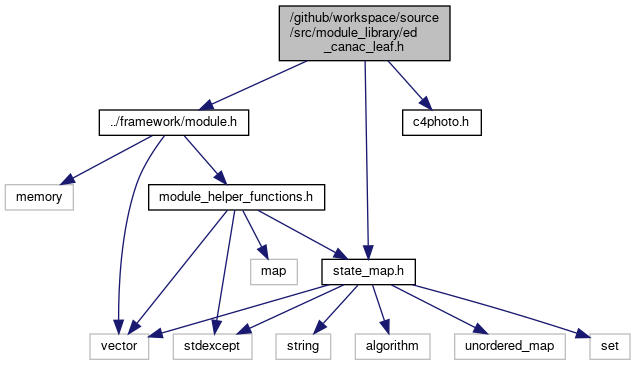 /github/workspace/source
/src/module_library/ed
_canac_leaf.h
../framework/module.h
c4photo.h
memory
module_helper_functions.h
map
state_map.h
vector
stdexcept
string
algorithm
unordered_map
set